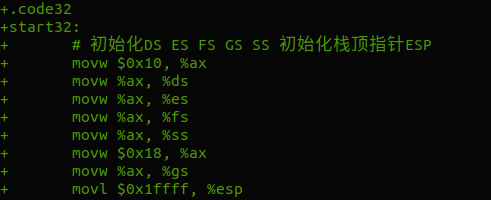 +.code32
+start32:
+       # 初始化DS ES FS GS SS 初始化栈顶指针ESP
+       movw $0x10, %ax
+       movw %ax, %ds
+       movw %ax, %es
+       movw %ax, %fs
+       movw %ax, %ss
+       movw $0x18, %ax
+       movw %ax, %gs
+       movl $0x1ffff, %esp